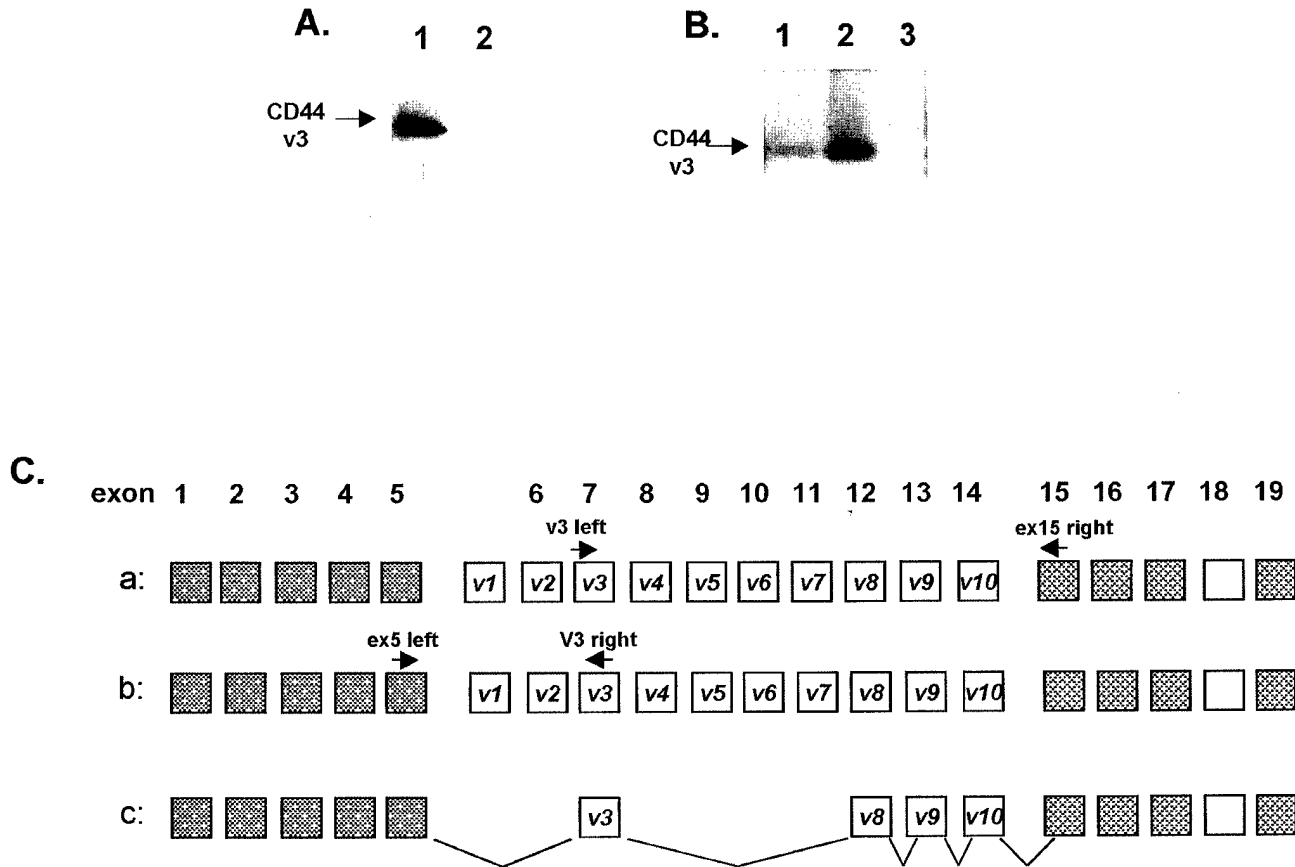 A.
1 2
CD44
v3
B.
1 2 3
CD44
v3
C.
exon 1 2 3 4 5 6 7 8 9 10 11 12 13 14 15 16 17 18 19
v3 left
ex15 right
a: v1 v2 v3 v4 v5 v6 v7 v8 v9 v10
ex5 left
V3 right
b: v1 v2 v3 v4 v5 v6 v7 v8 v9 v10
c: v3 v8 v9 v10